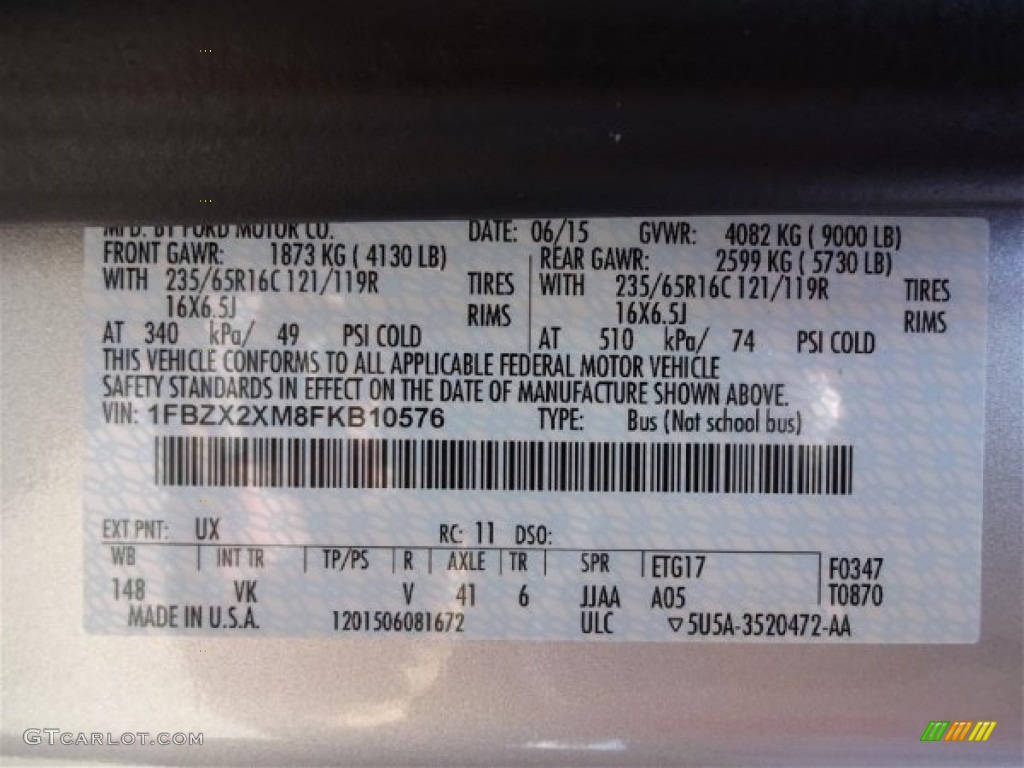 MFD. BY FORD MOTOR CO. DATE: 06/15 GVWR: 4082 KG ( 9000 LB)
FRONT GAWR: 1873 KG ( 4130 LB) REAR GAWR: 2599 KG ( 5730 LB)
WITH 235/65R16C 121/119R TIRES WITH 235/65R16C 121/119R TIRES
16X6.5J RIMS 16X6.5J RIMS
AT 340 kPa/ 49 PSI COLD AT 510 kPa/ 74 PSI COLD
THIS VEHICLE CONFORMS TO ALL APPLICABLE FEDERAL MOTOR VEHICLE
SAFETY STANDARDS IN EFFECT ON THE DATE OF MANUFACTURE SHOWN ABOVE.
VIN: 1FBZX2XM8FKB10576 TYPE: Bus (Not school bus)
EXT PNT: UX RC: 11 DSO:
WB INT TR TP/PS R AXLE TR SPR ETG17 F0347
148 VK V 41 6 JJAA A05 T0870
MADE IN U.S.A. 1201506081672 ULC ▽5U5A-3520472-AA
GTCARLOT.COM